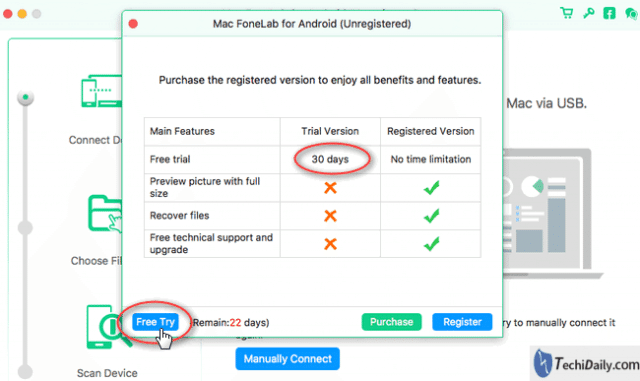 Mac FoneLab for Android (Unregistered)
Purchase the registered version to enjoy all benefits and features.
Mac via USB.
Main Features Trial Version Registered Version
Free trial 30 days No time limitation
Preview picture with full
size
Recover files
Free technical support and
upgrade
Connect De
Choose Fil
Scan Device
Free Try (Remain:22 days) Purchase Register
ry to manually connect it
again.
Manually Connect
TechiDaily.com